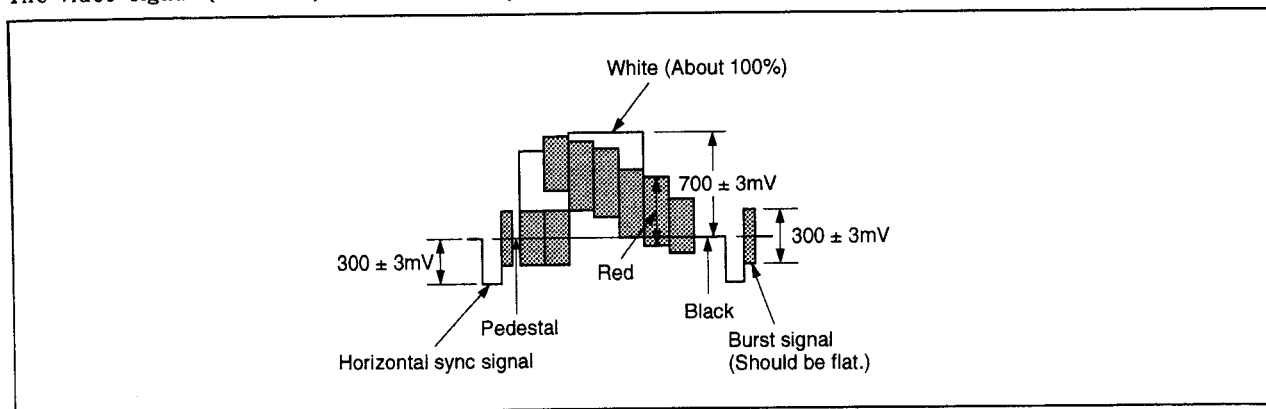 White (About 100%)
700 ± 3mV
300 ± 3mV
300 ± 3mV
Red
Pedestal
Black
Horizontal sync signal
Burst signal
(Should be flat.)